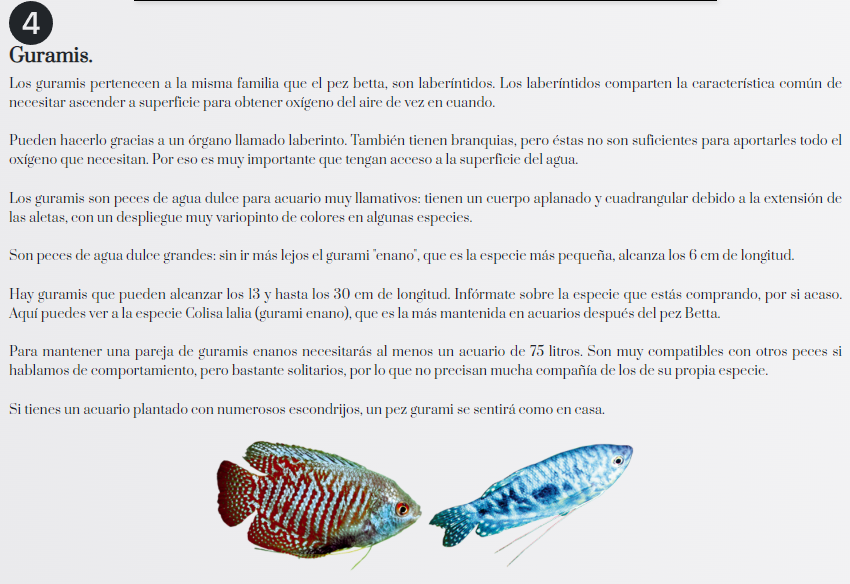 4
Guramis.
Los guramis pertenecen a la misma familia que el pez betta, son laberíntidos. Los laberíntidos comparten la característica común de
necesitar ascender a superficie para obtener oxígeno del aire de vez en cuando.
Pueden hacerlo gracias a un órgano llamado laberinto. También tienen branquias, pero éstas no son suficientes para aportarles todo el
oxígeno que necesitan. Por eso es muy importante que tengan acceso a la superficie del agua.
Los guramis son peces de agua dulce para acuario muy llamativos: tienen un cuerpo aplanado y cuadrangular debido a la extensión de
las aletas, con un despliegue muy variopinto de colores en algunas especies.
Son peces de agua dulce grandes: sin ir más lejos el gurami "enano", que es la especie más pequeña, alcanza los 6 cm de longitud.
Hay guramis que pueden alcanzar los 13 y hasta los 30 cm de longitud. Infórmate sobre la especie que estás comprando, por si acaso.
Aquí puedes ver a la especie Colisa lalia (gurami enano), que es la más mantenida en acuarios después del pez Betta.
Para mantener una pareja de guramis enanos necesitarás al menos un acuario de 75 litros. Son muy compatibles con otros peces si
hablamos de comportamiento, pero bastante solitarios, por lo que no precisan mucha compañía de los de su propia especie.
Si tienes un acuario plantado con numerosos escondrijos, un pez gurami se sentirá como en casa.